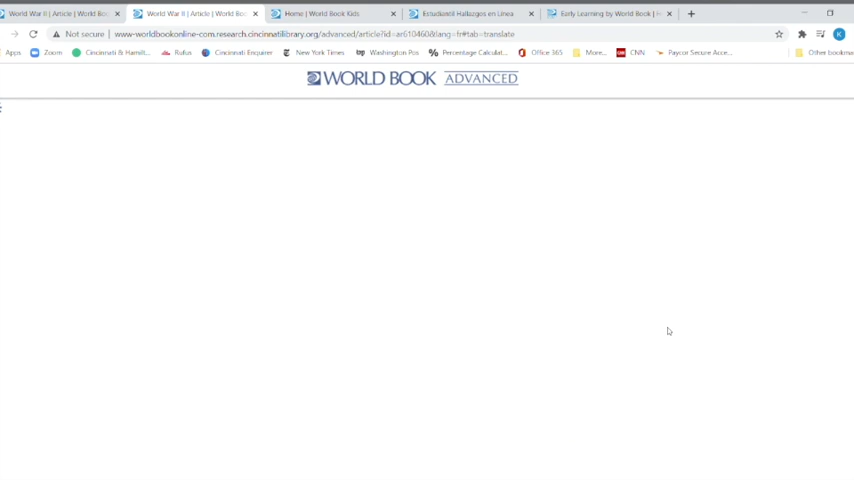 World War II | Article | World Boo
World War II | Article | World Boo
Home | World Book Kids
Estudiantil Hallazgos en Línea
Early Learning by World Book | H
Not secure | www-worldbookonline-com.research.cincinnatilibrary.org/advanced/article?id=ar610460&lang=fr#tab=translate
K
Apps Zoom Cincinnati & Hamilt... Rufus Cincinnati Enquirer New York Times Washington Pos Percentage Calculat... Office 365 More... CNN Paycor Secure Acce... Other bookma
WORLD BOOK ADVANCED